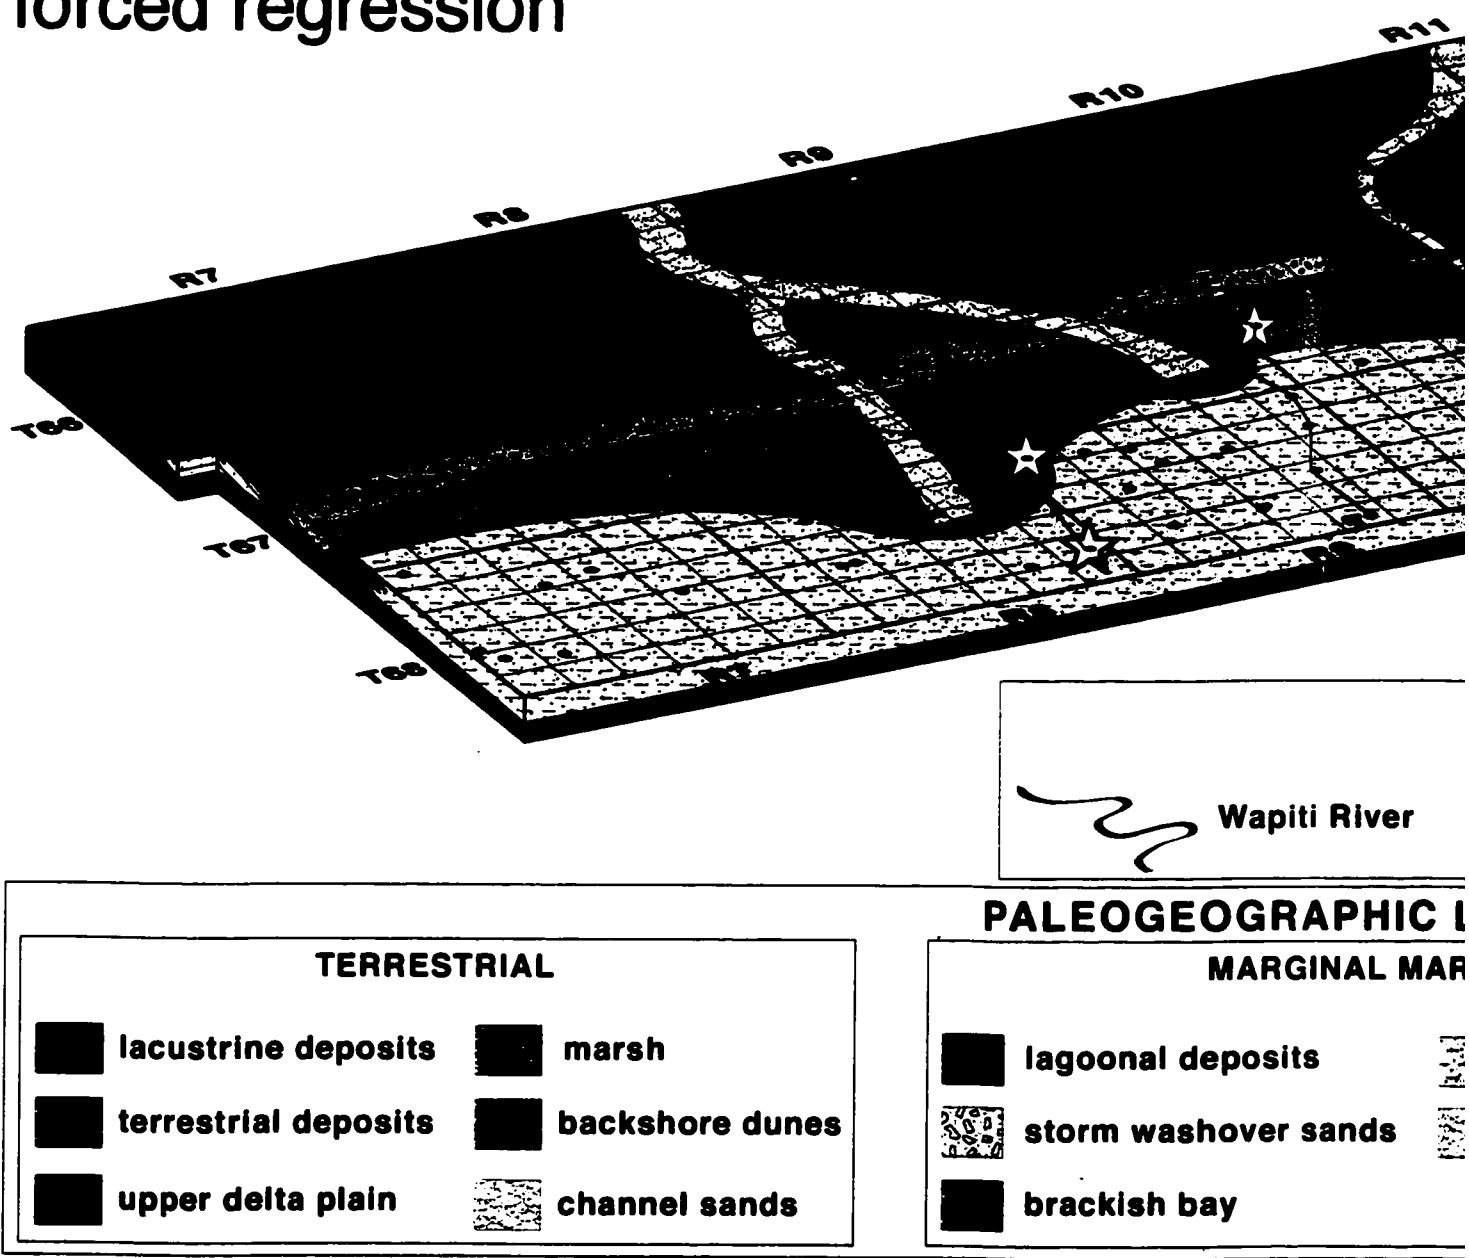 forced regression
R11
R10
R9
R8
R7
T66
T67
T68
Wapiti River
PALEOGEOGRAPHIC L
TERRESTRIAL
MARGINAL MAR
lacustrine deposits
marsh
lagoonal deposits
terrestrial deposits
backshore dunes
storm washover sands
upper delta plain
channel sands
brackish bay